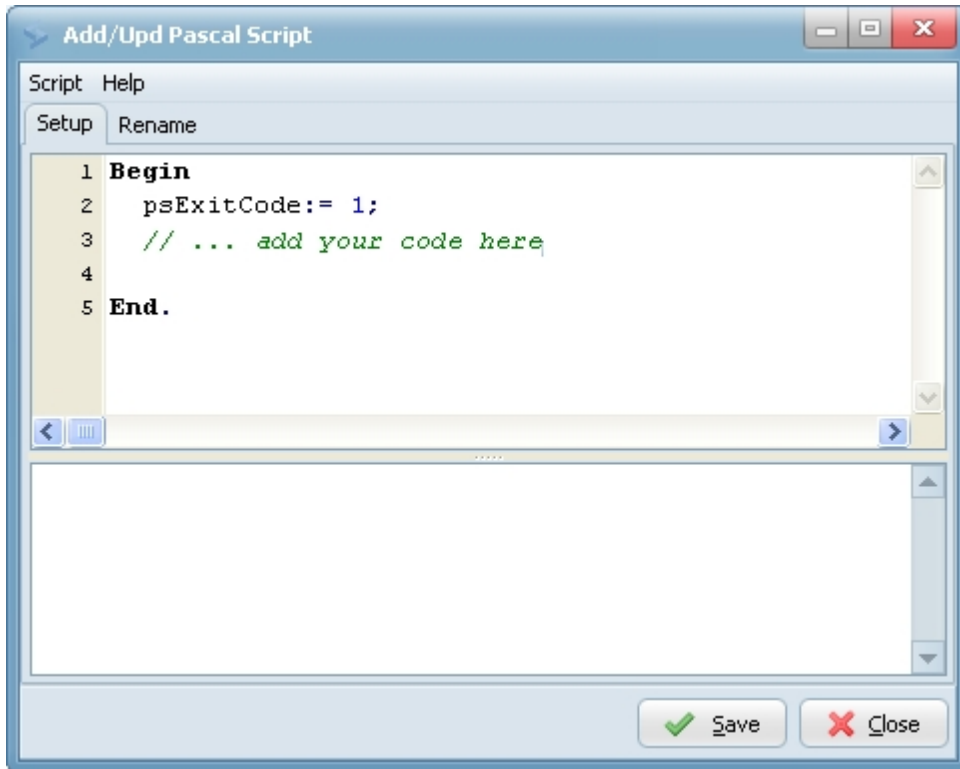 Add/Upd Pascal Script
Script Help
Setup Rename
1 Begin
2 psExitCode:= 1;
3 // ... add your code here
4
5 End.
Save Close